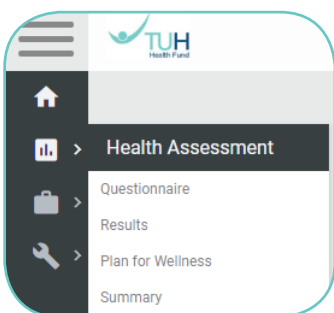 TUH
Health Fund
Health Assessment
Questionnaire
Results
Plan for Wellness
Summary